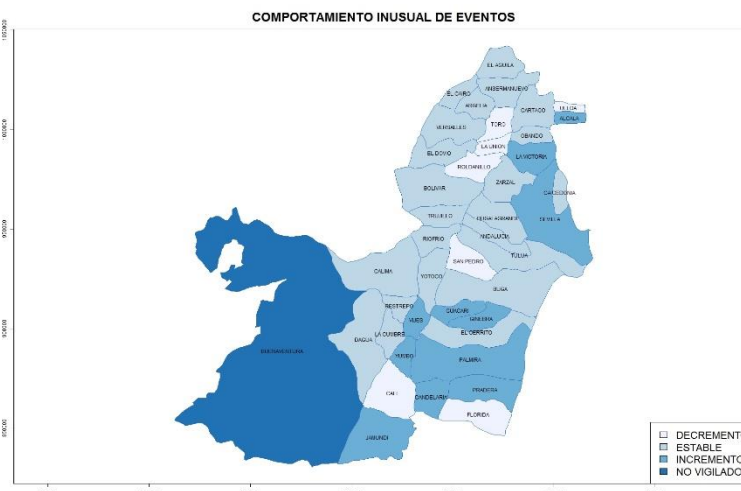 COMPORTAMIENTO INUSUAL DE EVENTOS
EL AGUILA
ANSERMANUEVO
EL CAIRO
ARGELIA
CARTAGO
ULLOA
ALCALA
TORO
VERSALLES
OBANDO
LA UNION
LA VICTORIA
EL DOVIO
ROLDANILLO
ZARZAL
BOLIVAR
CAICEDONIA
TRUJILLO
BUGALAGRANDE
SEVILLA
ANDALUCIA
RIOFRIO
TULUA
SAN PEDRO
CALIMA
YOTOCO
BUGA
RESTREPO
GUACARI
GINEBRA
VIJES
LA CUMBRE
EL CERRITO
DAGUA
BUENAVENTURA
YUMBO
PALMIRA
CALI
CANDELARIA
PRADERA
FLORIDA
JAMUNDI
DECREMENTO
ESTABLE
INCREMENTO
NO VIGILADO